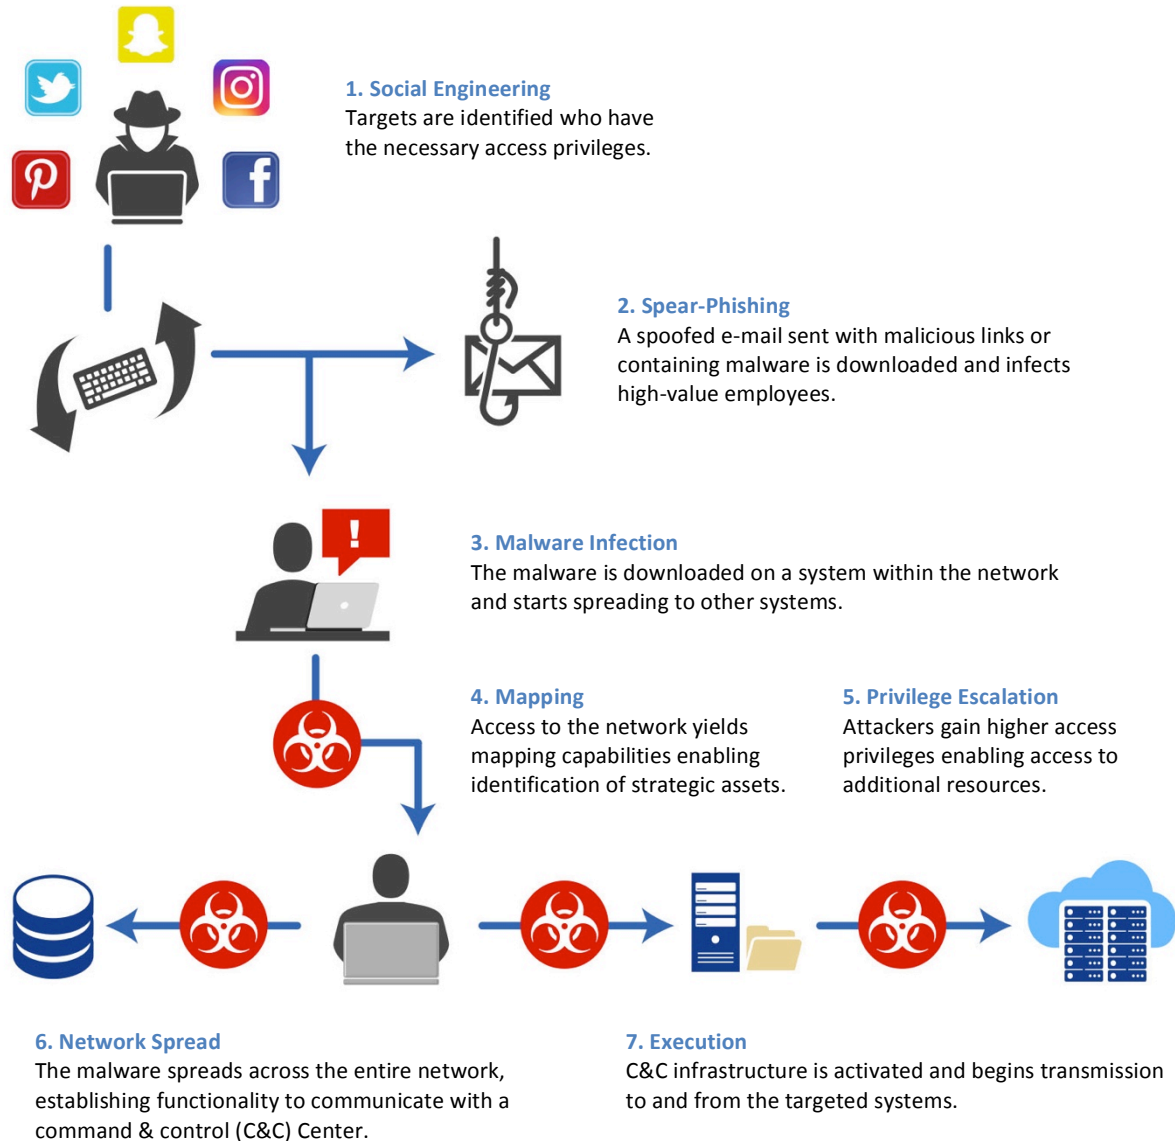 1. Social Engineering
Targets are identified who have
the necessary access privileges.
2. Spear-Phishing
A spoofed e-mail sent with malicious links or
containing malware is downloaded and infects
high-value employees.
!
3. Malware Infection
The malware is downloaded on a system within the network
and starts spreading to other systems.
4. Mapping
Access to the network yields
mapping capabilities enabling
identification of strategic assets.
5. Privilege Escalation
Attackers gain higher access
privileges enabling access to
additional resources.
6. Network Spread
The malware spreads across the entire network,
establishing functionality to communicate with a
command & control (C&C) Center.
7. Execution
C&C infrastructure is activated and begins transmission
to and from the targeted systems.